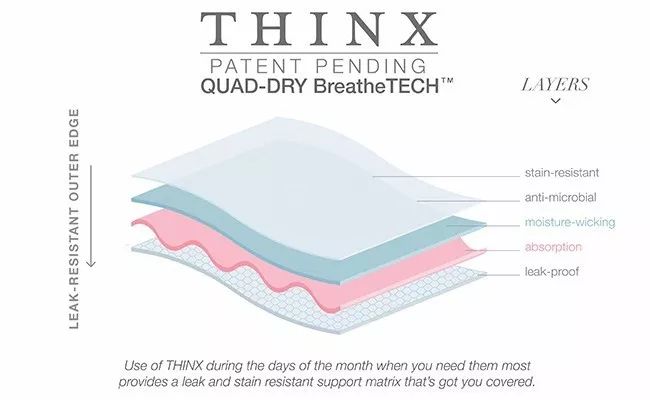 THINX
PATENT PENDING
QUAD-DRY BreatheTECH™
LAYERS
LEAK-RESISTANT OUTER EDGE
stain-resistant
anti-microbial
moisture-wicking
absorption
leak-proof
Use of THINX during the days of the month when you need them most
provides a leak and stain resistant support matrix that's got you covered.